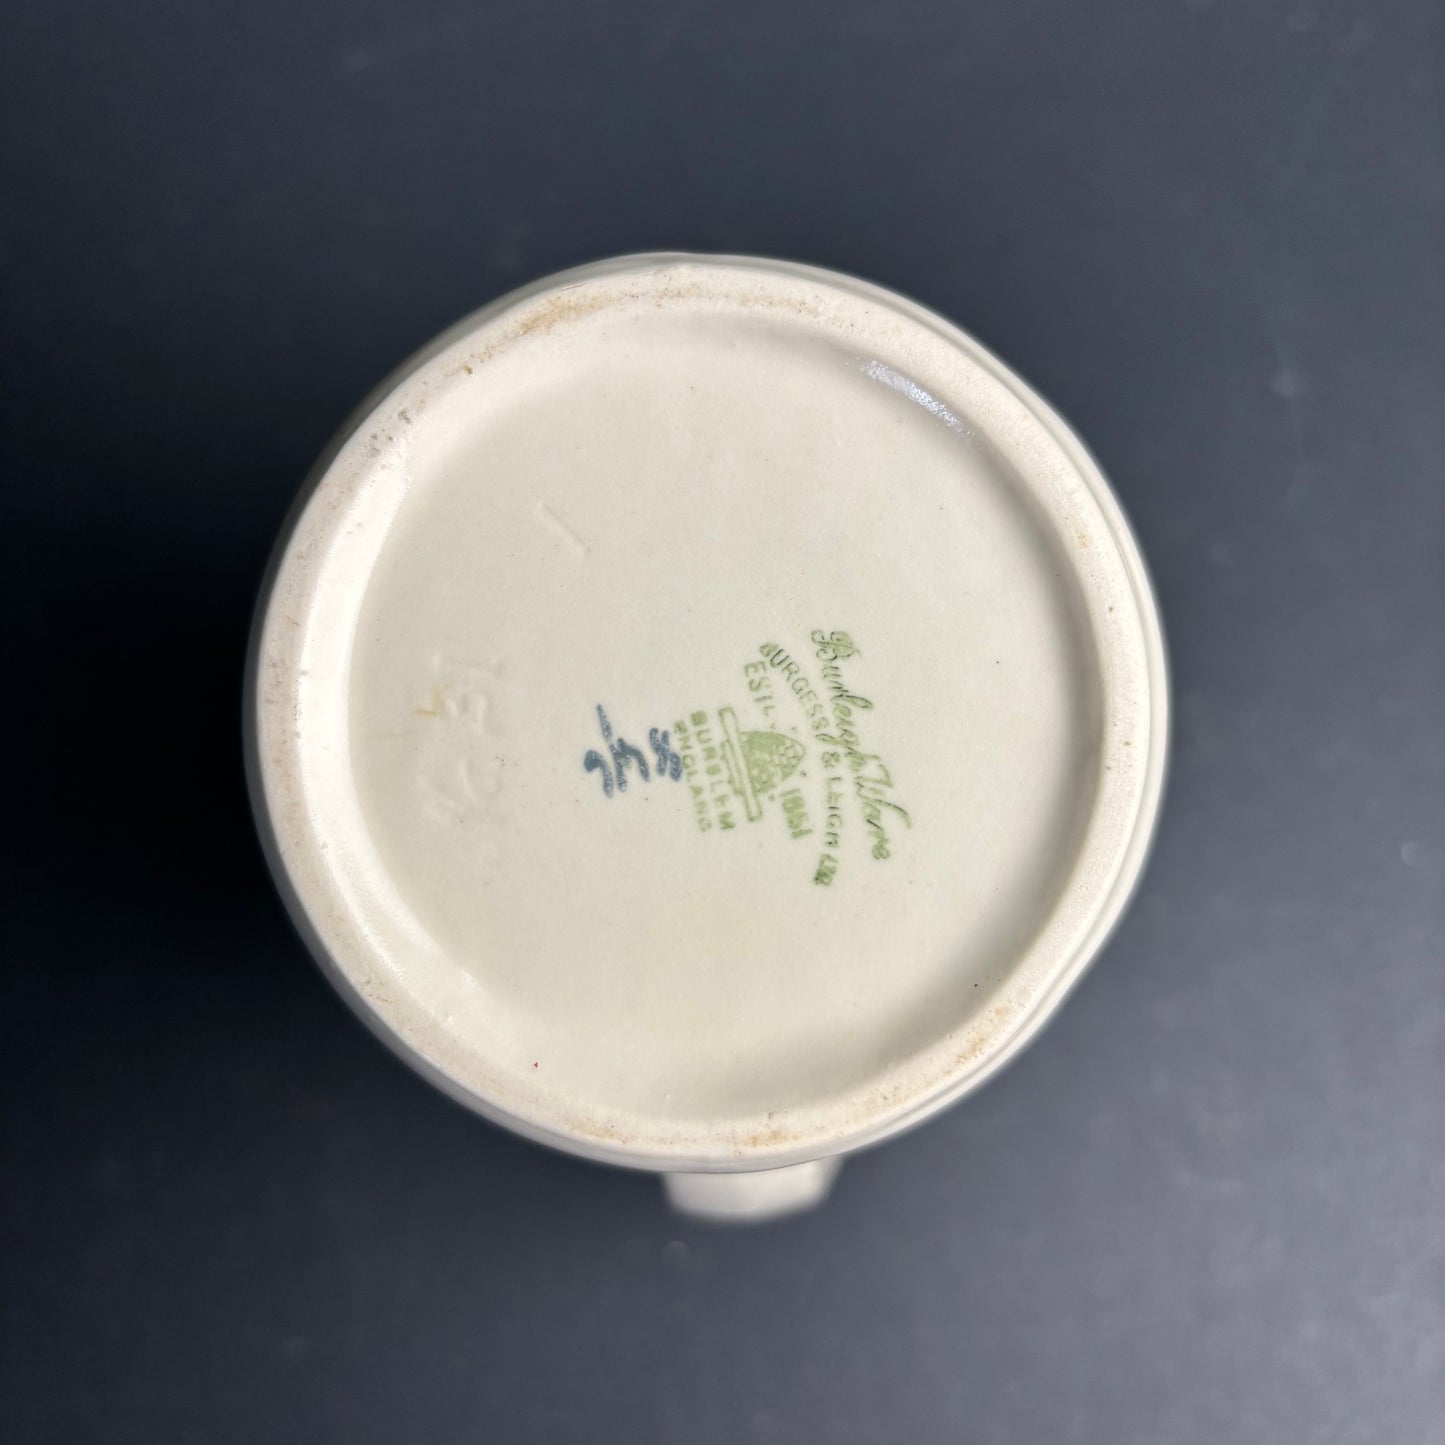 Burleigh Ware
BURGESS & LEIGH LTD
ESTD 1851
BURSLEM
ENGLAND